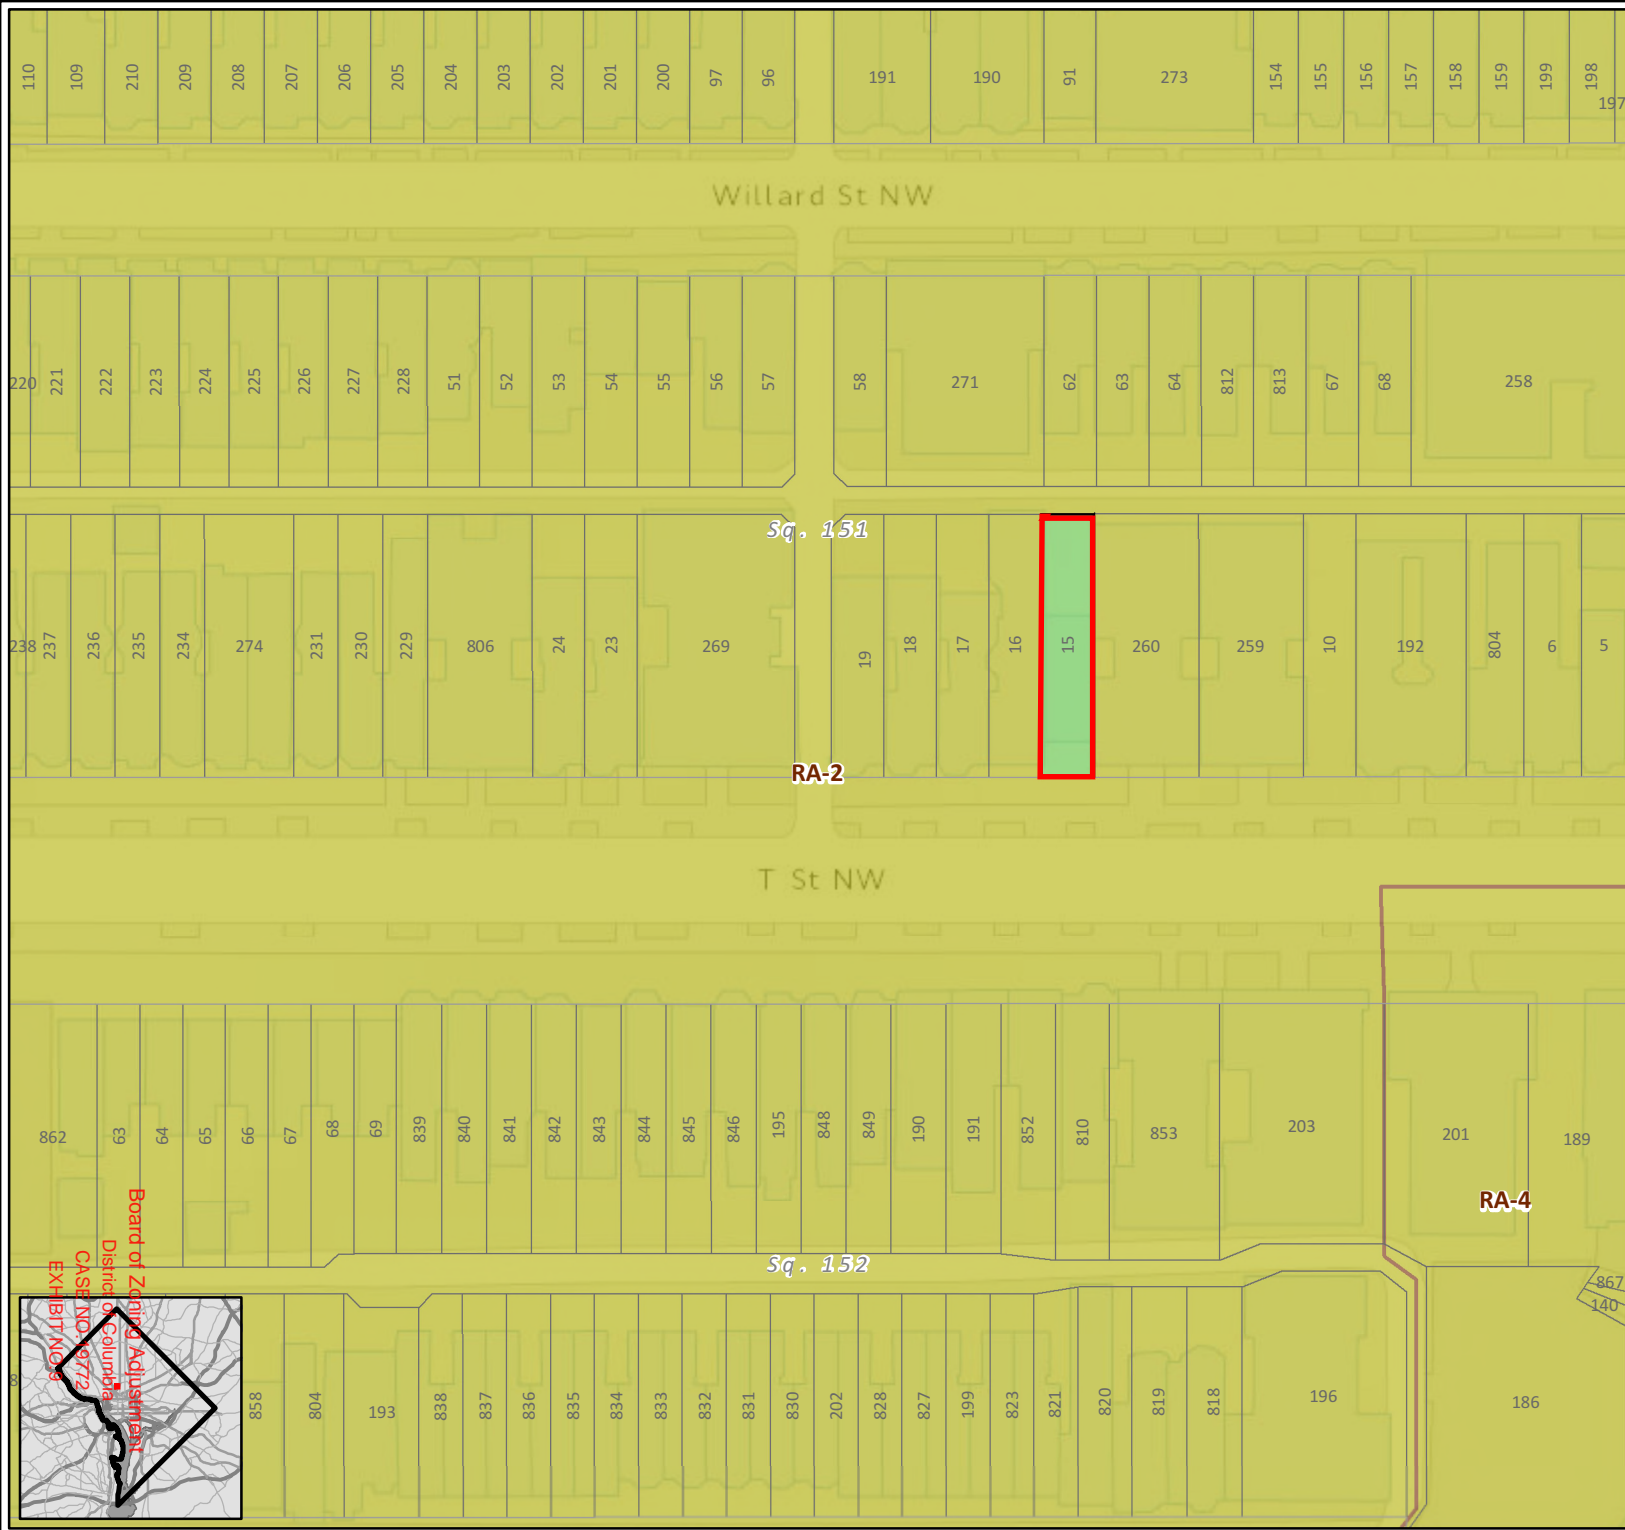 110 109 210 209 208 207 206 205 204 203 202 201 200 97 96 191 190 91 273 154 155 156 157 158 159 199 198 197
Willard St NW
220 221 222 223 224 225 226 227 228 51 52 53 54 55 56 57 58 271 62 63 64 812 813 67 68 258
Sq. 151
238 237 236 235 234 274 231 230 229 806 24 23 269 19 18 17 16 15 260 259 10 192 804 6 5
RA-2
T St NW
862 63 64 65 66 67 68 69 839 840 841 842 843 844 845 846 195 848 849 190 191 852 810 853 203 201 189
RA-4
Sq. 152
867
140
8 858 804 193 838 837 836 835 834 833 832 831 830 202 828 827 199 823 821 820 819 818 196 186
Board of Zoning Adjustment
District of Columbia
CASE NO.19772
EXHIBIT NO.9